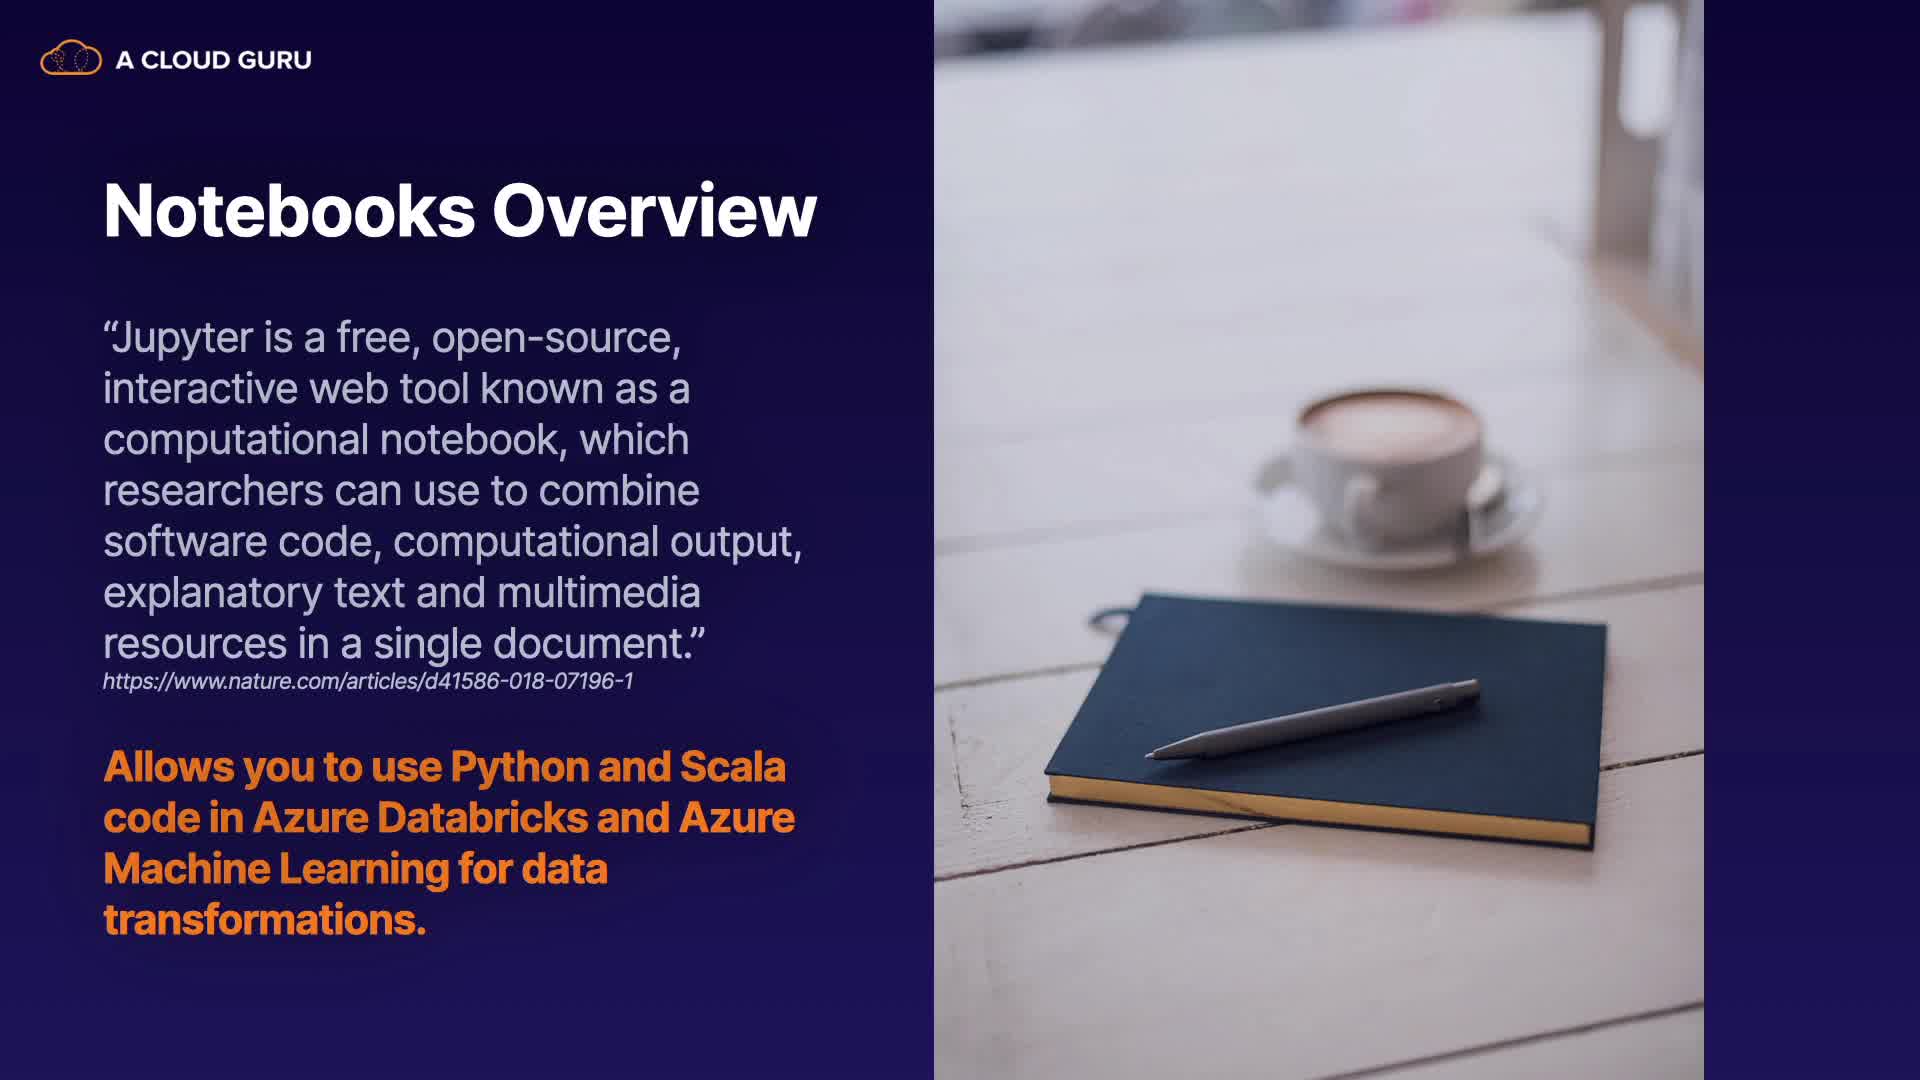 A CLOUD GURU
Notebooks Overview
“Jupyter is a free, open-source,
interactive web tool known as a
computational notebook, which
researchers can use to combine
software code, computational output,
explanatory text and multimedia
resources in a single document.”
https://www.nature.com/articles/d41586-018-07196-1
Allows you to use Python and Scala
code in Azure Databricks and Azure
Machine Learning for data
transformations.